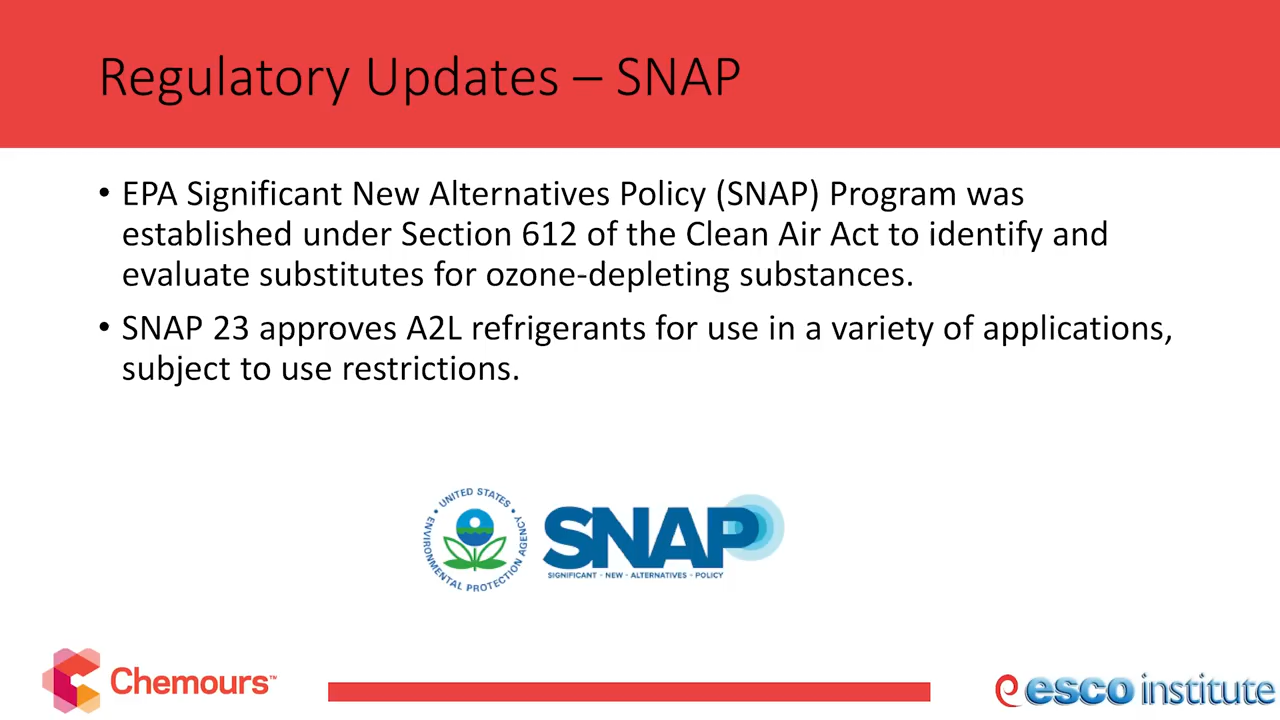 Regulatory Updates – SNAP
• EPA Significant New Alternatives Policy (SNAP) Program was
established under Section 612 of the Clean Air Act to identify and
evaluate substitutes for ozone-depleting substances.
• SNAP 23 approves A2L refrigerants for use in a variety of applications,
subject to use restrictions.
UNITED STATES
ENVIRONMENTAL PROTECTION AGENCY
SNAP
SIGNIFICANT - NEW - ALTERNATIVES - POLICY
Chemours™
esco institute